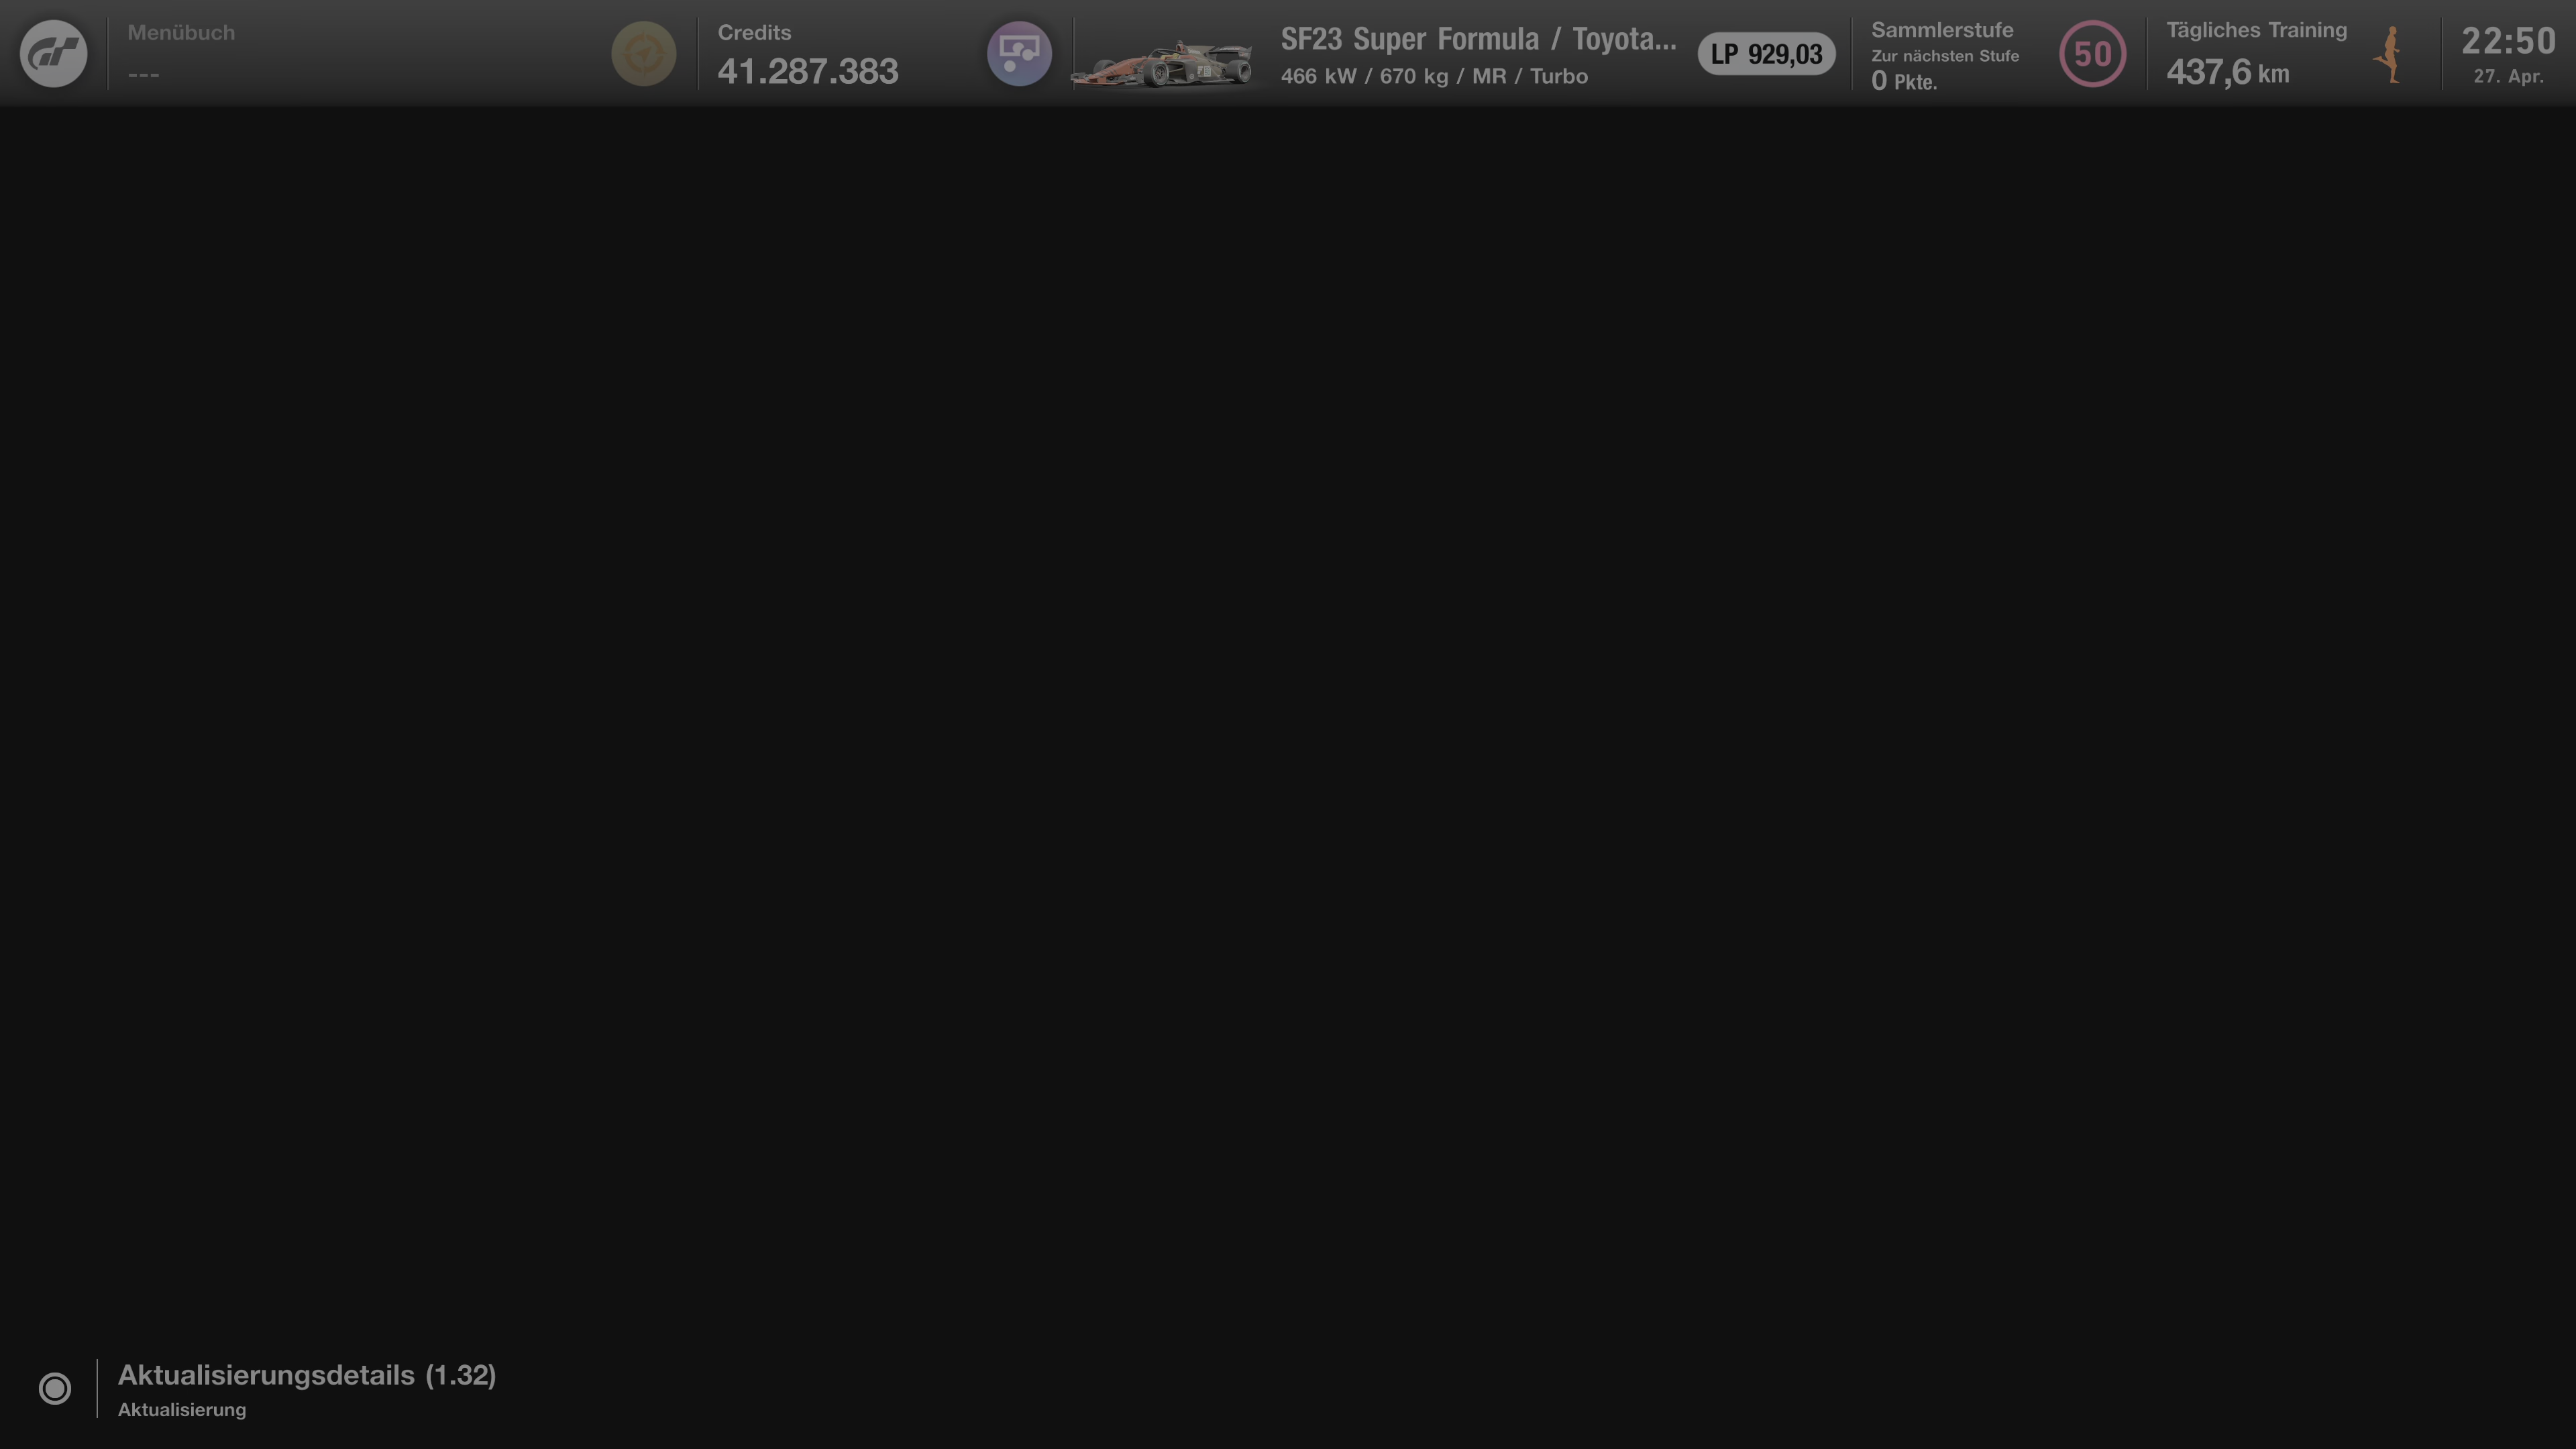 Menübuch
---
Credits
41.287.383
SF23 Super Formula / Toyota...
466 kW / 670 kg / MR / Turbo
LP 929,03
Sammlerstufe
Zur nächsten Stufe
0 Pkte.
50
Tägliches Training
437,6 km
22:50
27. Apr.
Aktualisierungsdetails (1.32)
Aktualisierung